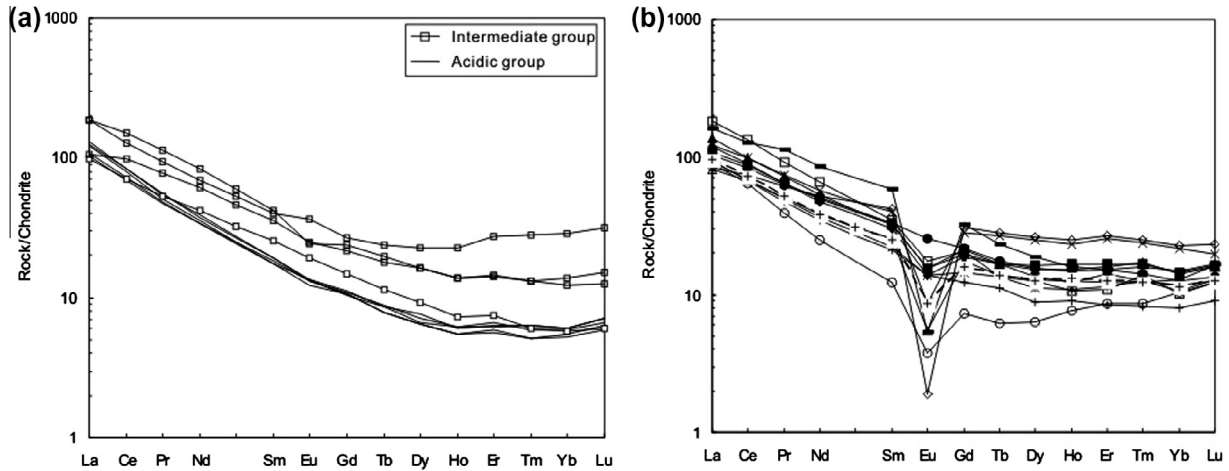 (a)
1000
100
10
1
Rock/Chondrite
Intermediate group
Acidic group
La Ce Pr Nd Sm Eu Gd Tb Dy Ho Er Tm Yb Lu
(b)
1000
100
10
1
Rock/Chondrite
La Ce Pr Nd Sm Eu Gd Tb Dy Ho Er Tm Yb Lu